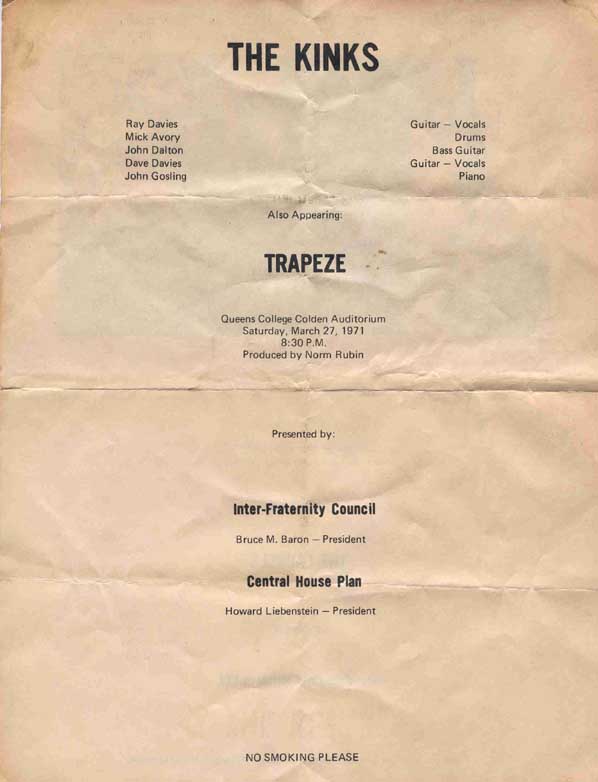 THE KINKS
Ray Davies Guitar — Vocals
Mick Avory Drums
John Dalton Bass Guitar
Dave Davies Guitar — Vocals
John Gosling Piano
Also Appearing:
TRAPEZE
Queens College Colden Auditorium
Saturday, March 27, 1971
8:30 P.M.
Produced by Norm Rubin
Presented by:
Inter-Fraternity Council
Bruce M. Baron — President
Central House Plan
Howard Liebenstein — President
NO SMOKING PLEASE